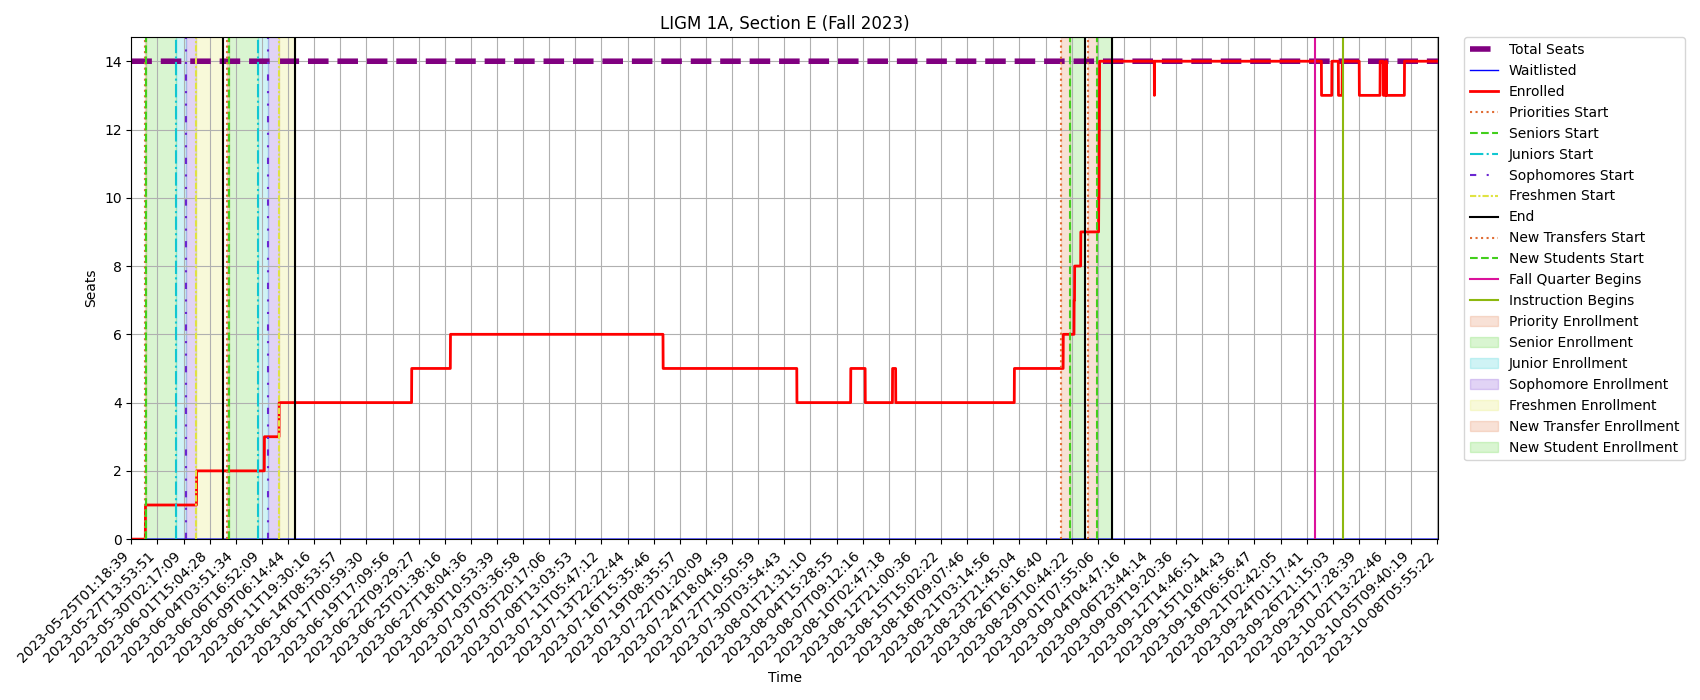 LIGM 1A, Section E (Fall 2023)
Seats
14
12
10
8
6
4
2
0
2023-05-25T01:18:39
2023-05-27T13:53:51
2023-05-30T02:17:09
2023-06-01T15:04:28
2023-06-04T03:51:34
2023-06-06T16:52:09
2023-06-09T06:14:44
2023-06-11T19:30:16
2023-06-14T08:53:57
2023-06-17T00:59:30
2023-06-19T17:09:56
2023-06-22T09:29:27
2023-06-25T01:38:16
2023-06-27T18:04:36
2023-06-30T10:53:39
2023-07-03T03:36:58
2023-07-05T20:17:06
2023-07-08T13:03:53
2023-07-11T05:47:12
2023-07-13T22:22:44
2023-07-16T15:35:46
2023-07-19T08:35:57
2023-07-22T01:20:09
2023-07-24T18:04:59
2023-07-27T10:50:59
2023-07-30T03:54:43
2023-08-01T21:31:10
2023-08-04T15:28:55
2023-08-07T09:12:16
2023-08-10T02:47:18
2023-08-12T21:00:36
2023-08-15T15:02:22
2023-08-18T09:07:46
2023-08-21T03:14:56
2023-08-23T21:45:04
2023-08-26T16:16:40
2023-08-29T10:44:22
2023-09-01T07:55:06
2023-09-04T04:47:16
2023-09-06T23:44:14
2023-09-09T19:20:36
2023-09-12T14:46:51
2023-09-15T10:44:43
2023-09-18T06:56:47
2023-09-21T02:42:05
2023-09-24T01:17:41
2023-09-26T21:15:03
2023-09-29T17:28:39
2023-10-02T13:22:46
2023-10-05T09:40:19
2023-10-08T05:55:22
Time
Total Seats
Waitlisted
Enrolled
Priorities Start
Seniors Start
Juniors Start
Sophomores Start
Freshmen Start
End
New Transfers Start
New Students Start
Fall Quarter Begins
Instruction Begins
Priority Enrollment
Senior Enrollment
Junior Enrollment
Sophomore Enrollment
Freshmen Enrollment
New Transfer Enrollment
New Student Enrollment